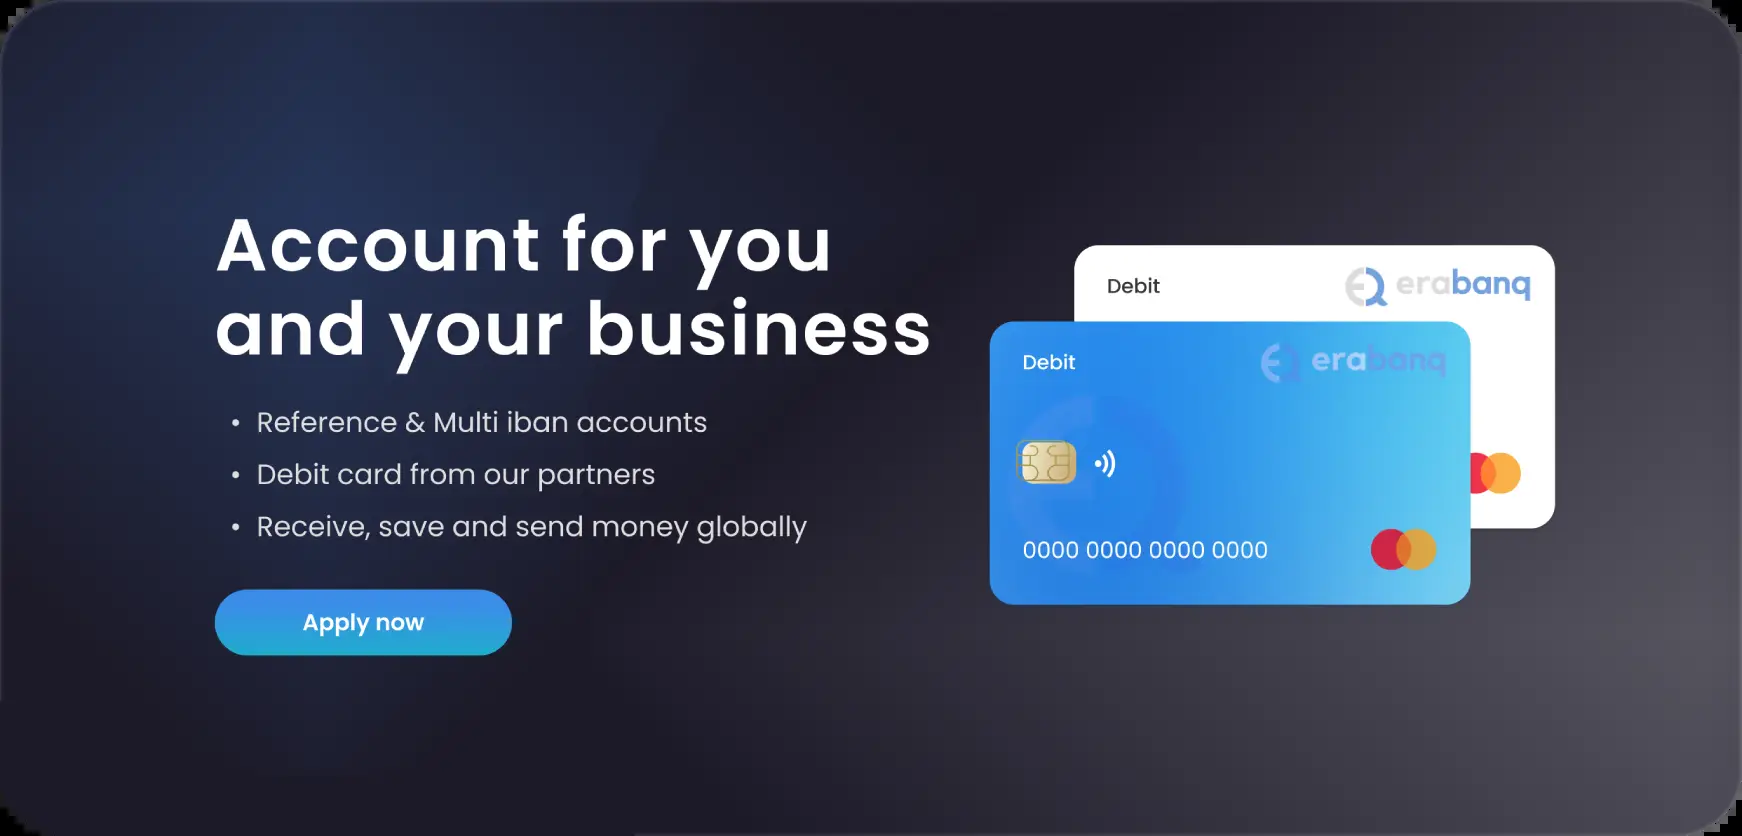 Account for you
and your business
• Reference & Multi iban accounts
• Debit card from our partners
• Receive, save and send money globally
Apply now
Debit
erabanq
Debit
erabanq
0000 0000 0000 0000